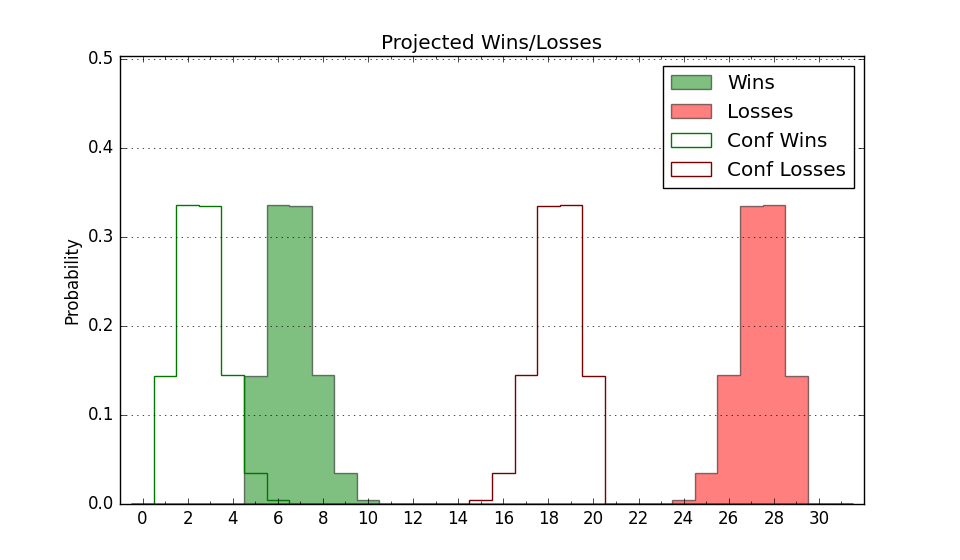 Projected Wins/Losses
Wins
Losses
Conf Wins
Conf Losses
Probability
0.5
0.4
0.3
0.2
0.1
0.0
0 2 4 6 8 10 12 14 16 18 20 22 24 26 28 30